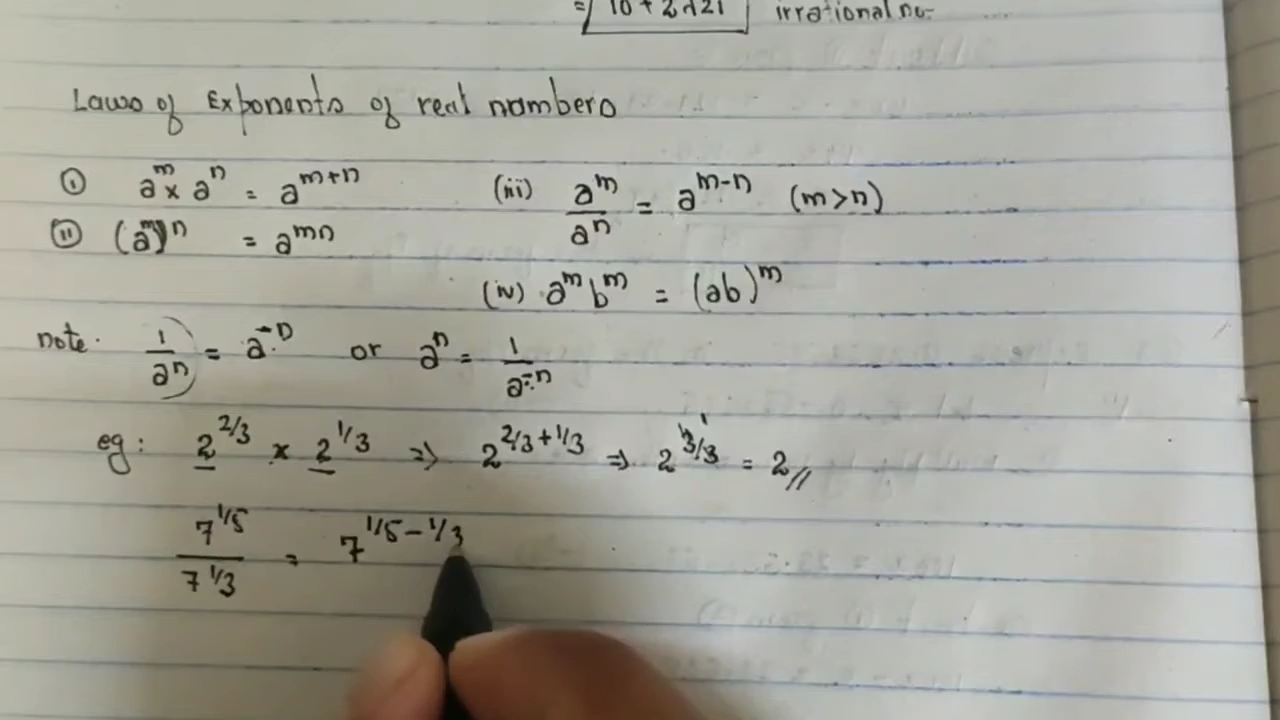 = 10 + 2√21 irrational no-
Laws of Exponents of real numbers
(i) a^m × a^n = a^{m+n} (iii) a^m/a^n = a^{m-n} (m>n)
(ii) (a^m)^n = a^{mn}
(iv) a^m b^m = (ab)^m
note. 1/a^n = a^{-n} or a^n = 1/a^{-n}
eg: 2^{2/3} × 2^{1/3} => 2^{2/3+1/3} => 2^{3/3} = 2//
7^{1/5}/7^{1/3} = 7^{1/5-1/3}